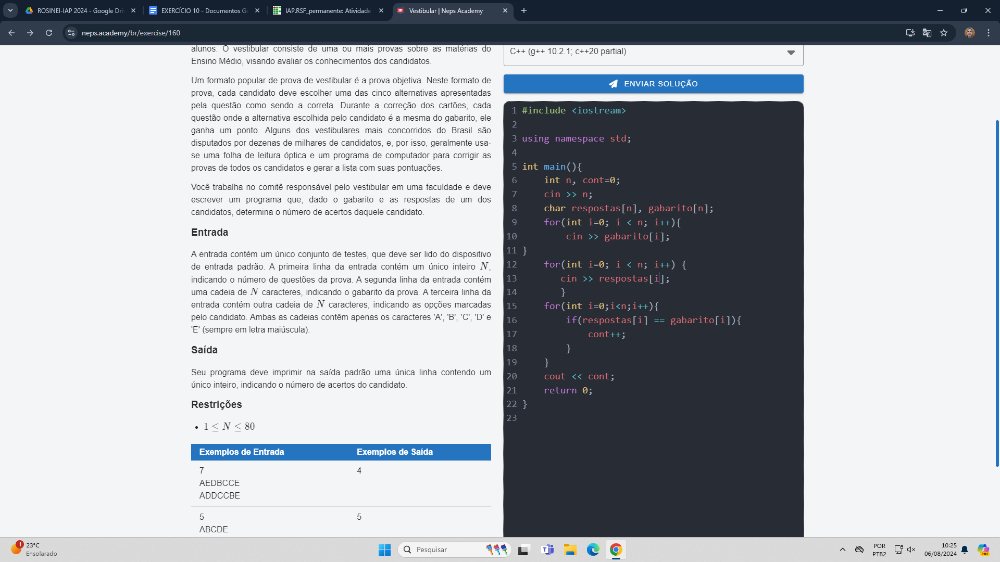 ROSINEI-IAP 2024 - Google Dri
EXERCÍCIO 10 - Documentos G
IAP.RSF_permanente: Atividade
Vestibular | Neps Academy
neps.academy/br/exercise/160
alunos. O vestibular consiste de uma ou mais provas sobre as matérias do
Ensino Médio, visando avaliar os conhecimentos dos candidatos.
Um formato popular de prova de vestibular é a prova objetiva. Neste formato de
prova, cada candidato deve escolher uma das cinco alternativas apresentadas
pela questão como sendo a correta. Durante a correção dos cartões, cada
questão onde a alternativa escolhida pelo candidato é a mesma do gabarito, ele
ganha um ponto. Alguns dos vestibulares mais concorridos do Brasil são
disputados por dezenas de milhares de candidatos, e, por isso, geralmente usa-
se uma folha de leitura óptica e um programa de computador para corrigir as
provas de todos os candidatos e gerar a lista com suas pontuações.
Você trabalha no comitê responsável pelo vestibular em uma faculdade e deve
escrever um programa que, dado o gabarito e as respostas de um dos
candidatos, determina o número de acertos daquele candidato.
Entrada
A entrada contém um único conjunto de testes, que deve ser lido do dispositivo
de entrada padrão. A primeira linha da entrada contém um único inteiro N,
indicando o número de questões da prova. A segunda linha da entrada contém
uma cadeia de N caracteres, indicando o gabarito da prova. A terceira linha da
entrada contém outra cadeia de N caracteres, indicando as opções marcadas
pelo candidato. Ambas as cadeias contêm apenas os caracteres 'A', 'B', 'C', 'D' e
'E' (sempre em letra maiúscula).
Saída
Seu programa deve imprimir na saída padrão uma única linha contendo um
único inteiro, indicando o número de acertos do candidato.
Restrições
• 1 ≤ N ≤ 80
Exemplos de Entrada Exemplos de Saída
7 4
AEDBCCE
ADDCCBE
5 5
ABCDE
C++ (g++ 10.2.1; c++20 partial)
ENVIAR SOLUÇÃO
1 #include <iostream>
2
3 using namespace std;
4
5 int main(){
6     int n, cont=0;
7     cin >> n;
8     char respostas[n], gabarito[n];
9     for(int i=0; i < n; i++){
10         cin >> gabarito[i];
11 }
12     for(int i=0; i < n; i++) {
13        cin >> respostas[i];
14        }
15     for(int i=0;i<n;i++){
16         if(respostas[i] == gabarito[i]){
17             cont++;
18         }
19     }
20     cout << cont;
21     return 0;
22 }
23
1
23°C
Ensolarado
Pesquisar
POR
PTB2
10:25
06/08/2024
PRE